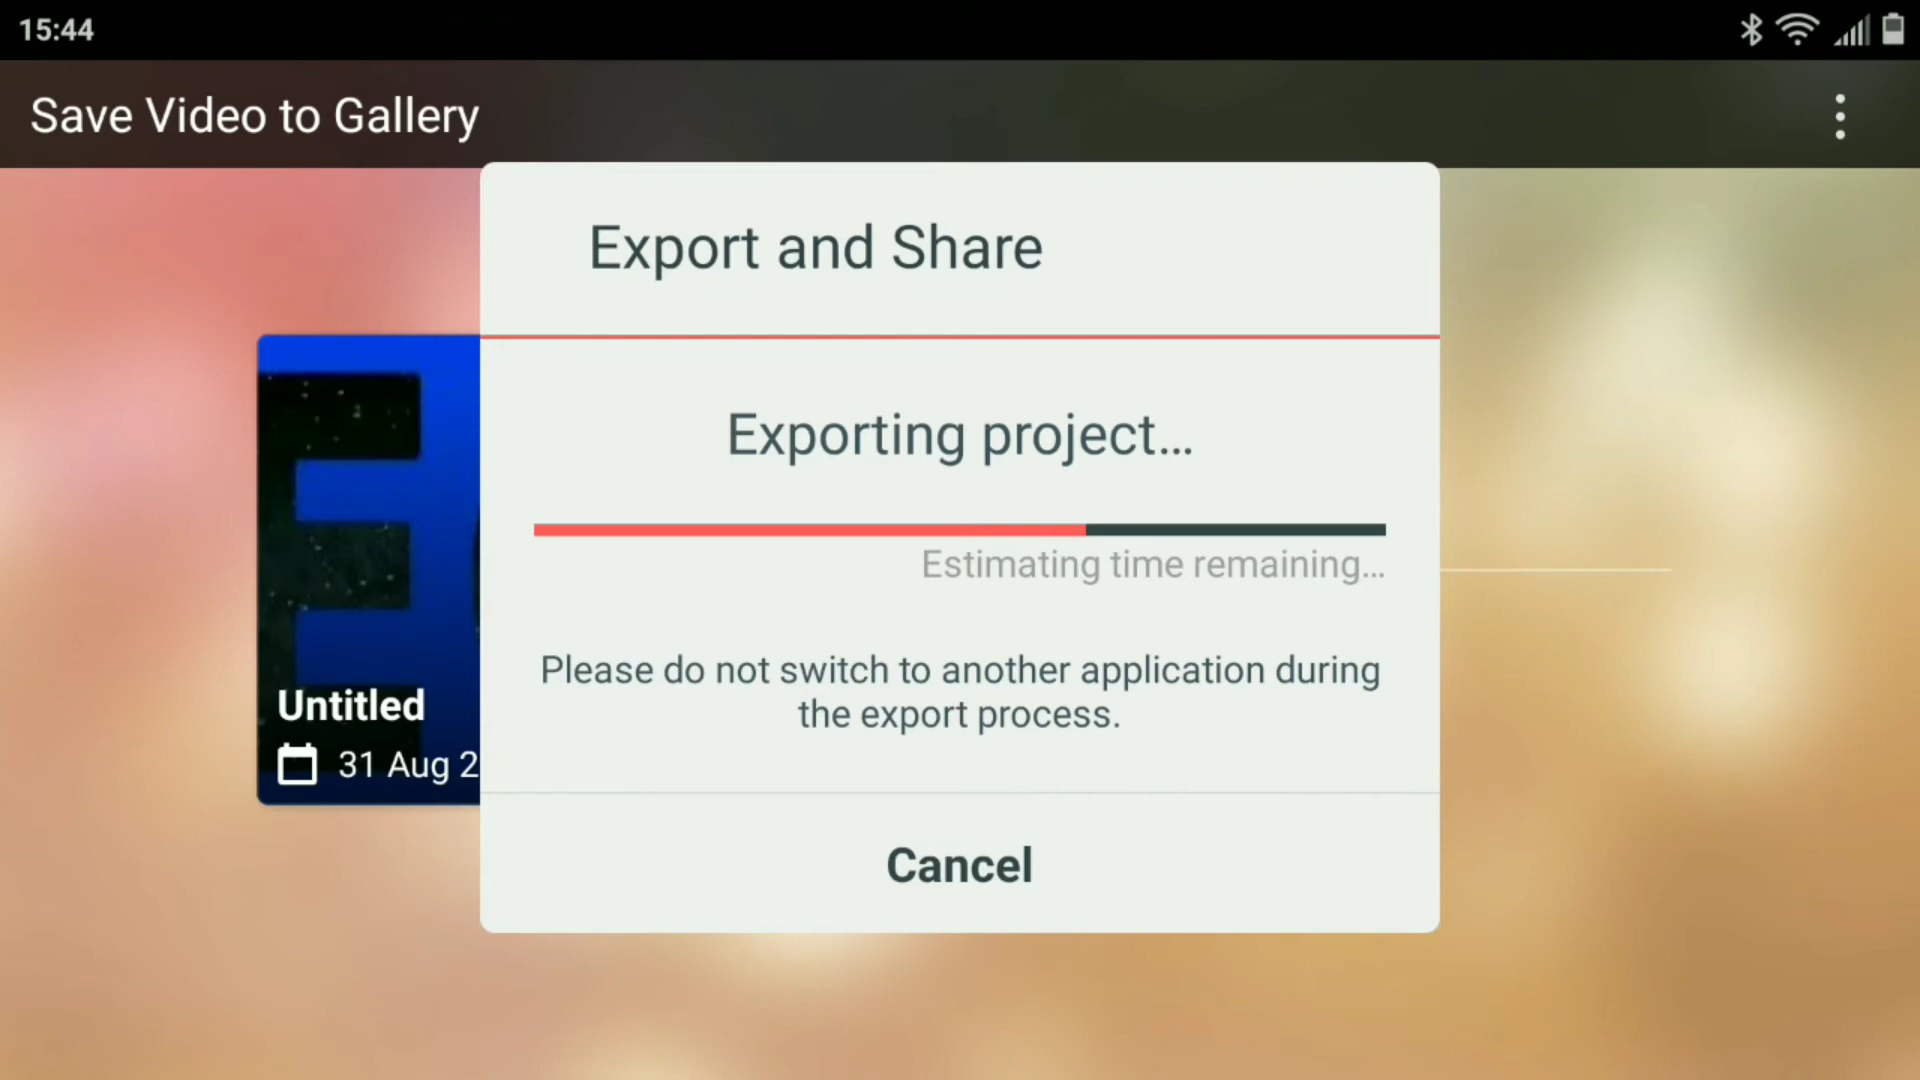 15:44
Save Video to Gallery
Export and Share
Exporting project...
Estimating time remaining...
Please do not switch to another application during
the export process.
Untitled
31 Aug 2
Cancel